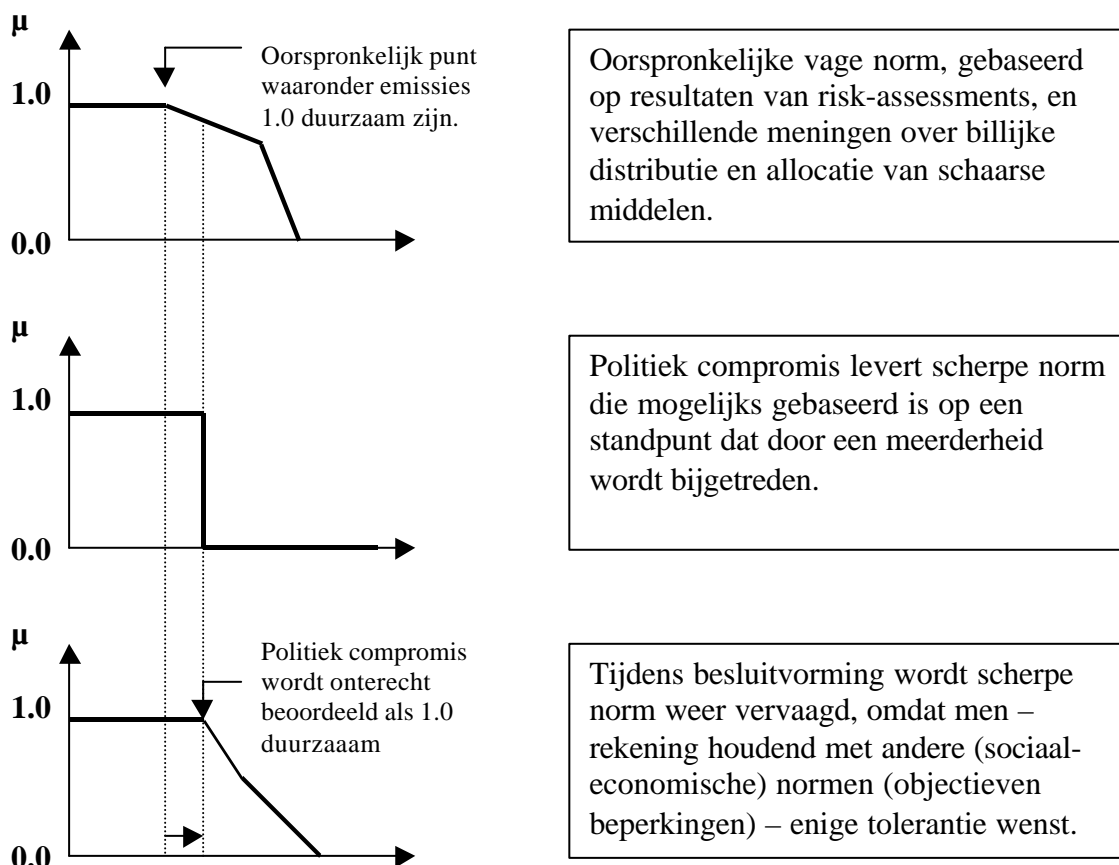 μ
1.0
0.0
Oorspronkelijk punt
waaronder emissies
1.0 duurzaam zijn.
Oorspronkelijke vage norm, gebaseerd
op resultaten van risk-assessments, en
verschillende meningen over billijke
distributie en allocatie van schaarse
middelen.
μ
1.0
0.0
Politiek compromis levert scherpe norm
die mogelijks gebaseerd is op een
standpunt dat door een meerderheid
wordt bijgetreden.
μ
1.0
0.0
Politiek compromis
wordt onterecht
beoordeeld als 1.0
duurzaaam
Tijdens besluitvorming wordt scherpe
norm weer vervaagd, omdat men –
rekening houdend met andere (sociaal-
economische) normen (objectieven
beperkingen) – enige tolerantie wenst.